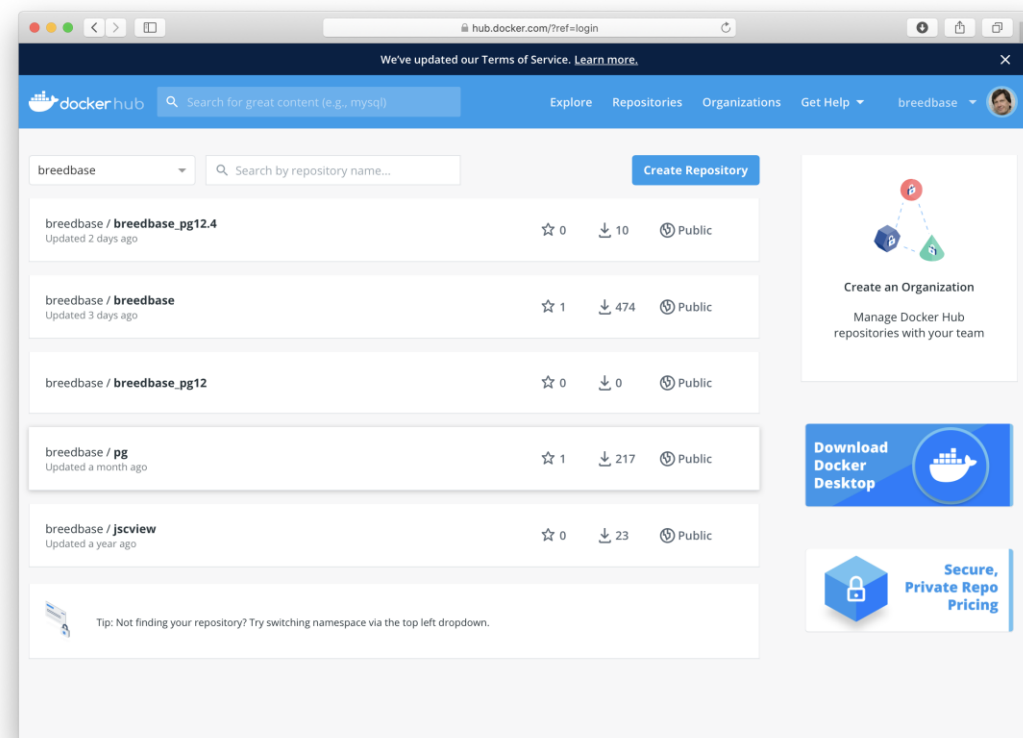 hub.docker.com/?ref=login
We've updated our Terms of Service. Learn more.
dockerhub
Search for great content (e.g., mysql)
Explore
Repositories
Organizations
Get Help
breedbase
breedbase
Search by repository name...
Create Repository
breedbase / breedbase_pg12.4
Updated 2 days ago
0
10
Public
breedbase / breedbase
Updated 3 days ago
1
474
Public
breedbase / breedbase_pg12
0
0
Public
breedbase / pg
Updated a month ago
1
217
Public
breedbase / jscview
Updated a year ago
0
23
Public
Tip: Not finding your repository? Try switching namespace via the top left dropdown.
Create an Organization
Manage Docker Hub
repositories with your team
Download
Docker
Desktop
Secure,
Private Repo
Pricing